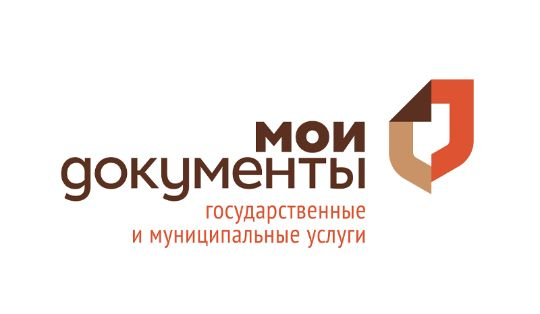 мои
документы
государственные
и муниципальные услуги